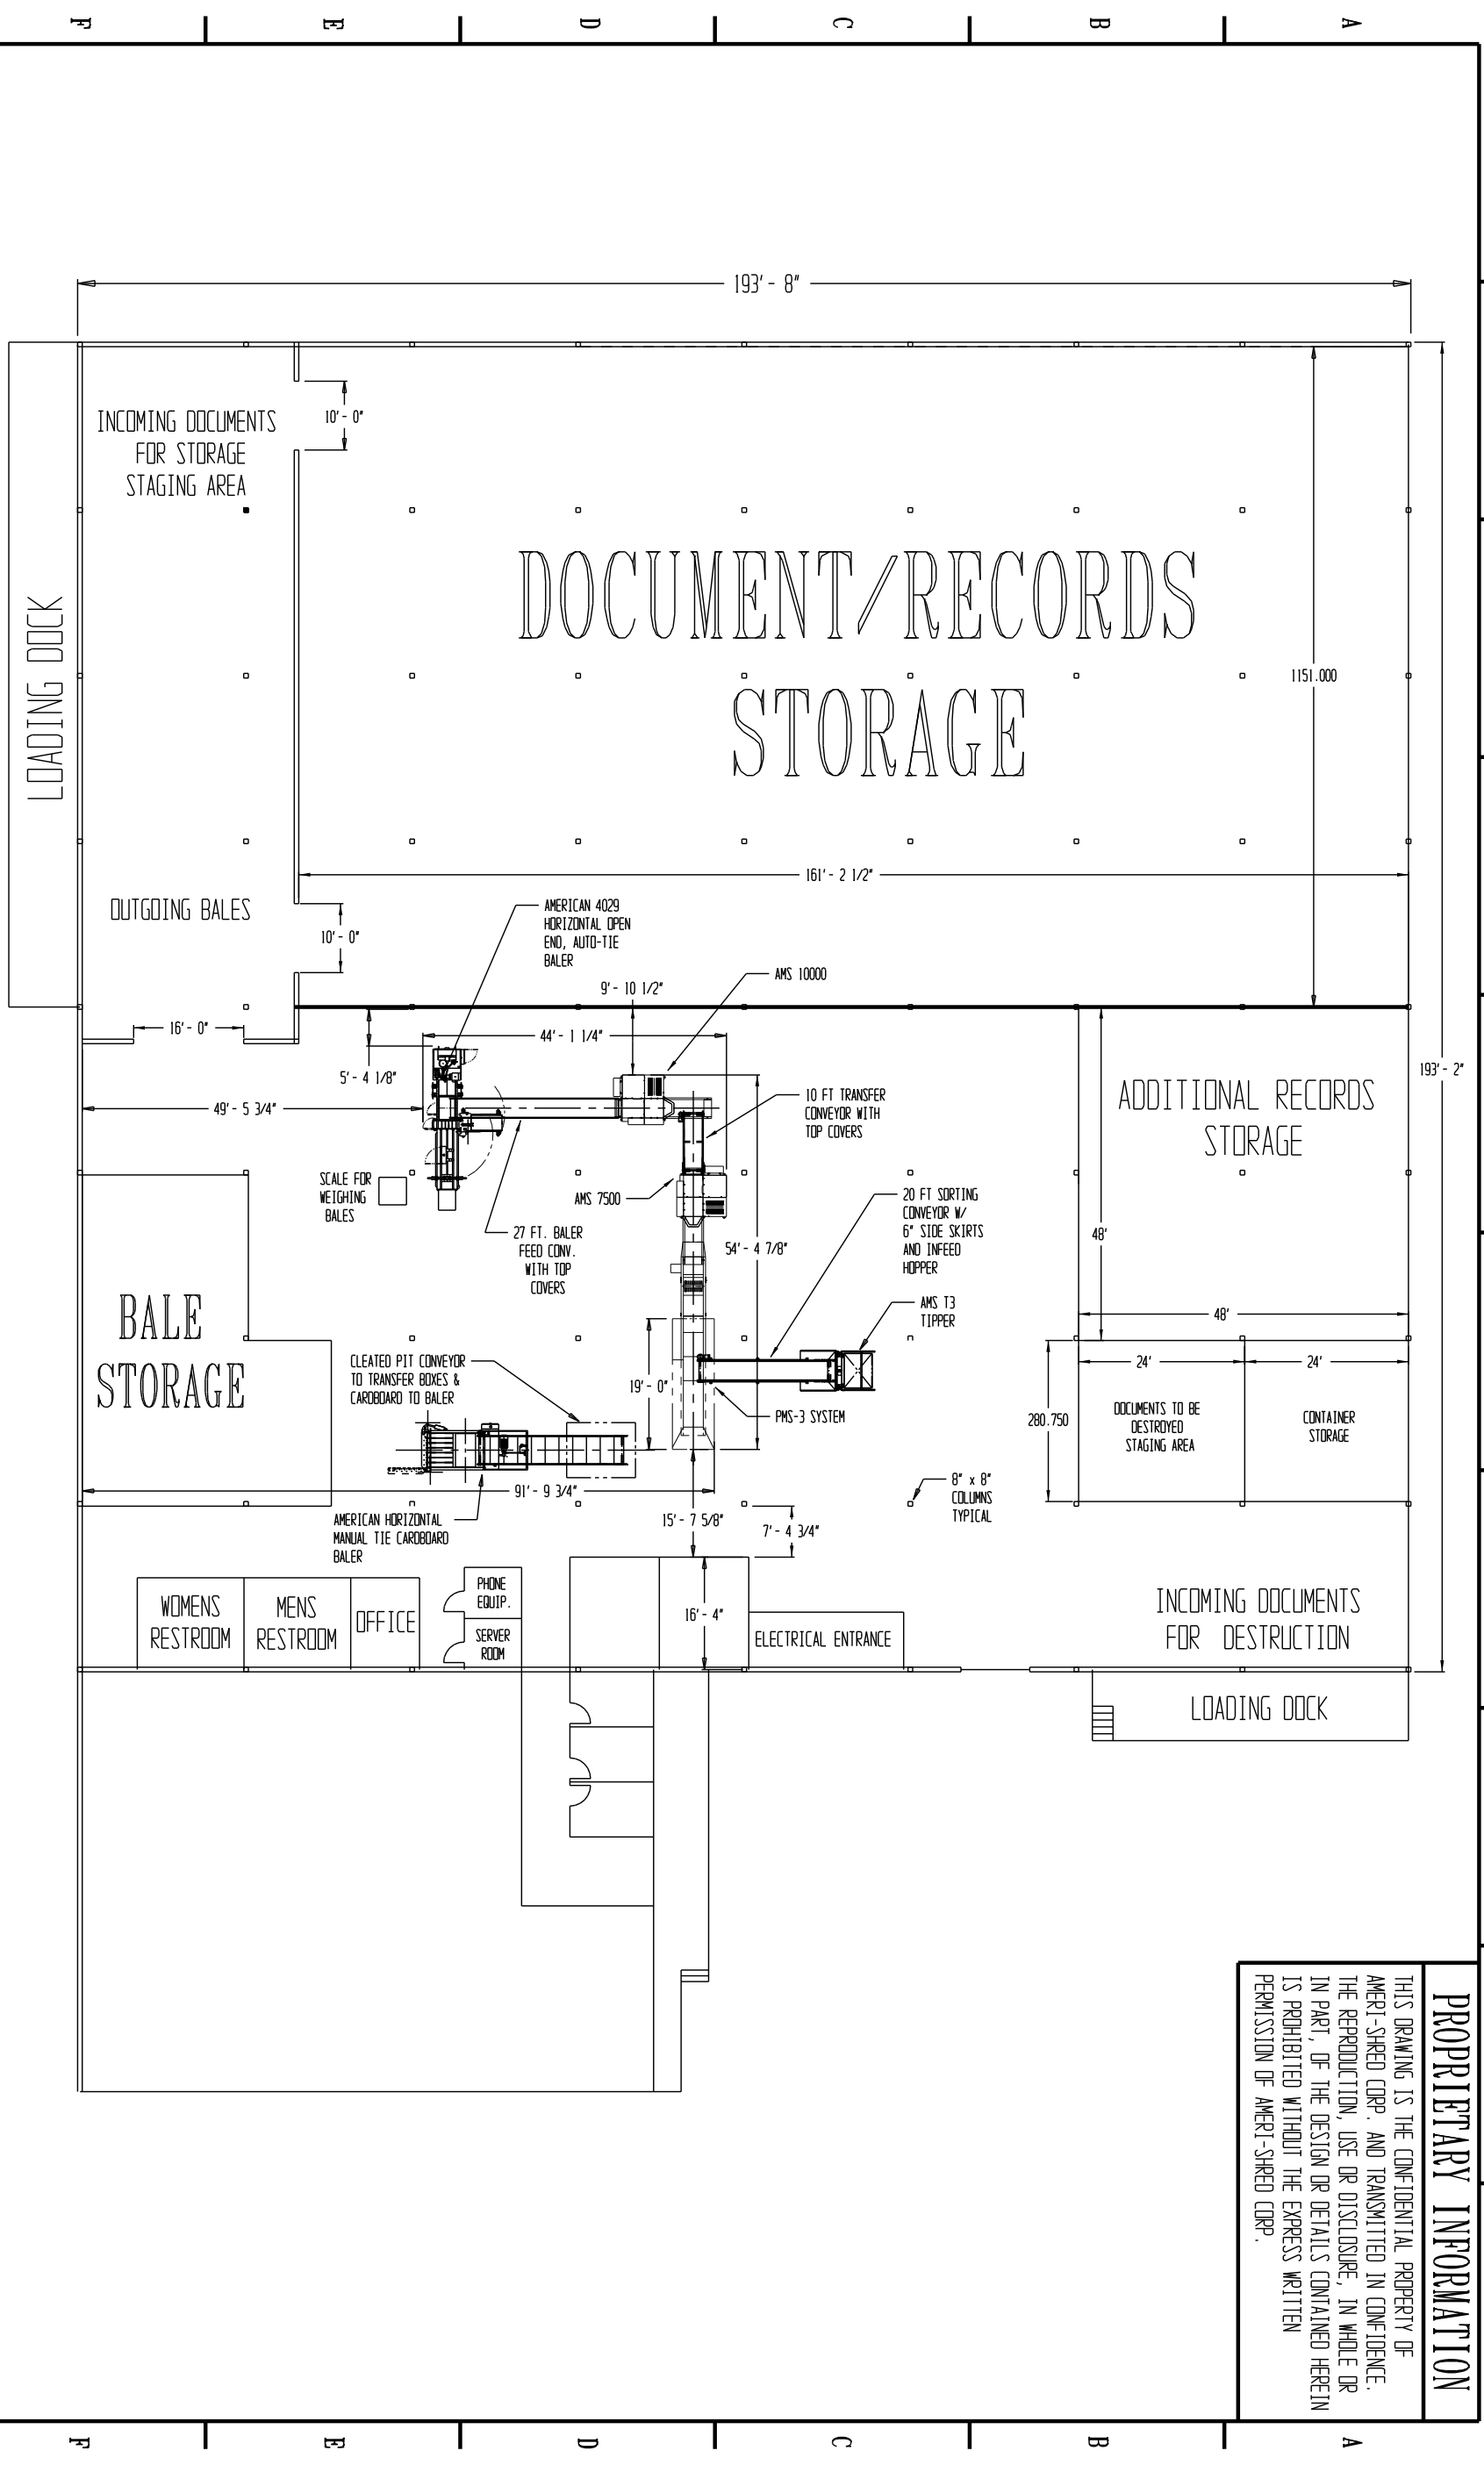 F E D C B A
193' - 8"
INCOMING DOCUMENTS
FOR STORAGE
STAGING AREA
10' - 0"
LOADING DOCK
DOCUMENT/RECORDS
STORAGE
1151.000
161' - 2 1/2"
OUTGOING BALES
10' - 0"
AMERICAN 4029
HORIZONTAL OPEN
END, AUTO-TIE
BALER
AMS 10000
9' - 10 1/2"
16' - 0"
44' - 1 1/4"
5' - 4 1/8"
49' - 5 3/4"
193' - 2"
10 FT TRANSFER
CONVEYOR WITH
TOP COVERS
ADDITIONAL RECORDS
STORAGE
SCALE FOR
WEIGHING
BALES
AMS 7500
20 FT SORTING
CONVEYOR W/
6" SIDE SKIRTS
AND INFEED
HOPPER
27 FT. BALER
FEED CONV.
WITH TOP
COVERS
54' - 4 7/8"
48'
48'
AMS T3
TIPPER
BALE
STORAGE
CLEATED PIT CONVEYOR
TO TRANSFER BOXES &
CARDBOARD TO BALER
19' - 0"
24'
24'
PMS-3 SYSTEM
280.750
DOCUMENTS TO BE
DESTROYED
STAGING AREA
CONTAINER
STORAGE
91' - 9 3/4"
8" x 8"
COLUMNS
TYPICAL
AMERICAN HORIZONTAL
MANUAL TIE CARDBOARD
BALER
15' - 7 5/8"
7' - 4 3/4"
WOMENS
RESTROOM
MENS
RESTROOM
OFFICE
PHONE
EQUIP.
SERVER
ROOM
16' - 4"
ELECTRICAL ENTRANCE
INCOMING DOCUMENTS
FOR DESTRUCTION
LOADING DOCK
PROPRIETARY INFORMATION
THIS DRAWING IS THE CONFIDENTIAL PROPERTY OF
AMERI-SHRED CORP. AND TRANSMITTED IN CONFIDENCE.
THE REPRODUCTION, USE OR DISCLOSURE, IN WHOLE OR
IN PART, OF THE DESIGN OR DETAILS CONTAINED HEREIN
IS PROHIBITED WITHOUT THE EXPRESS WRITTEN
PERMISSION OF AMERI-SHRED CORP.
F E D C B A